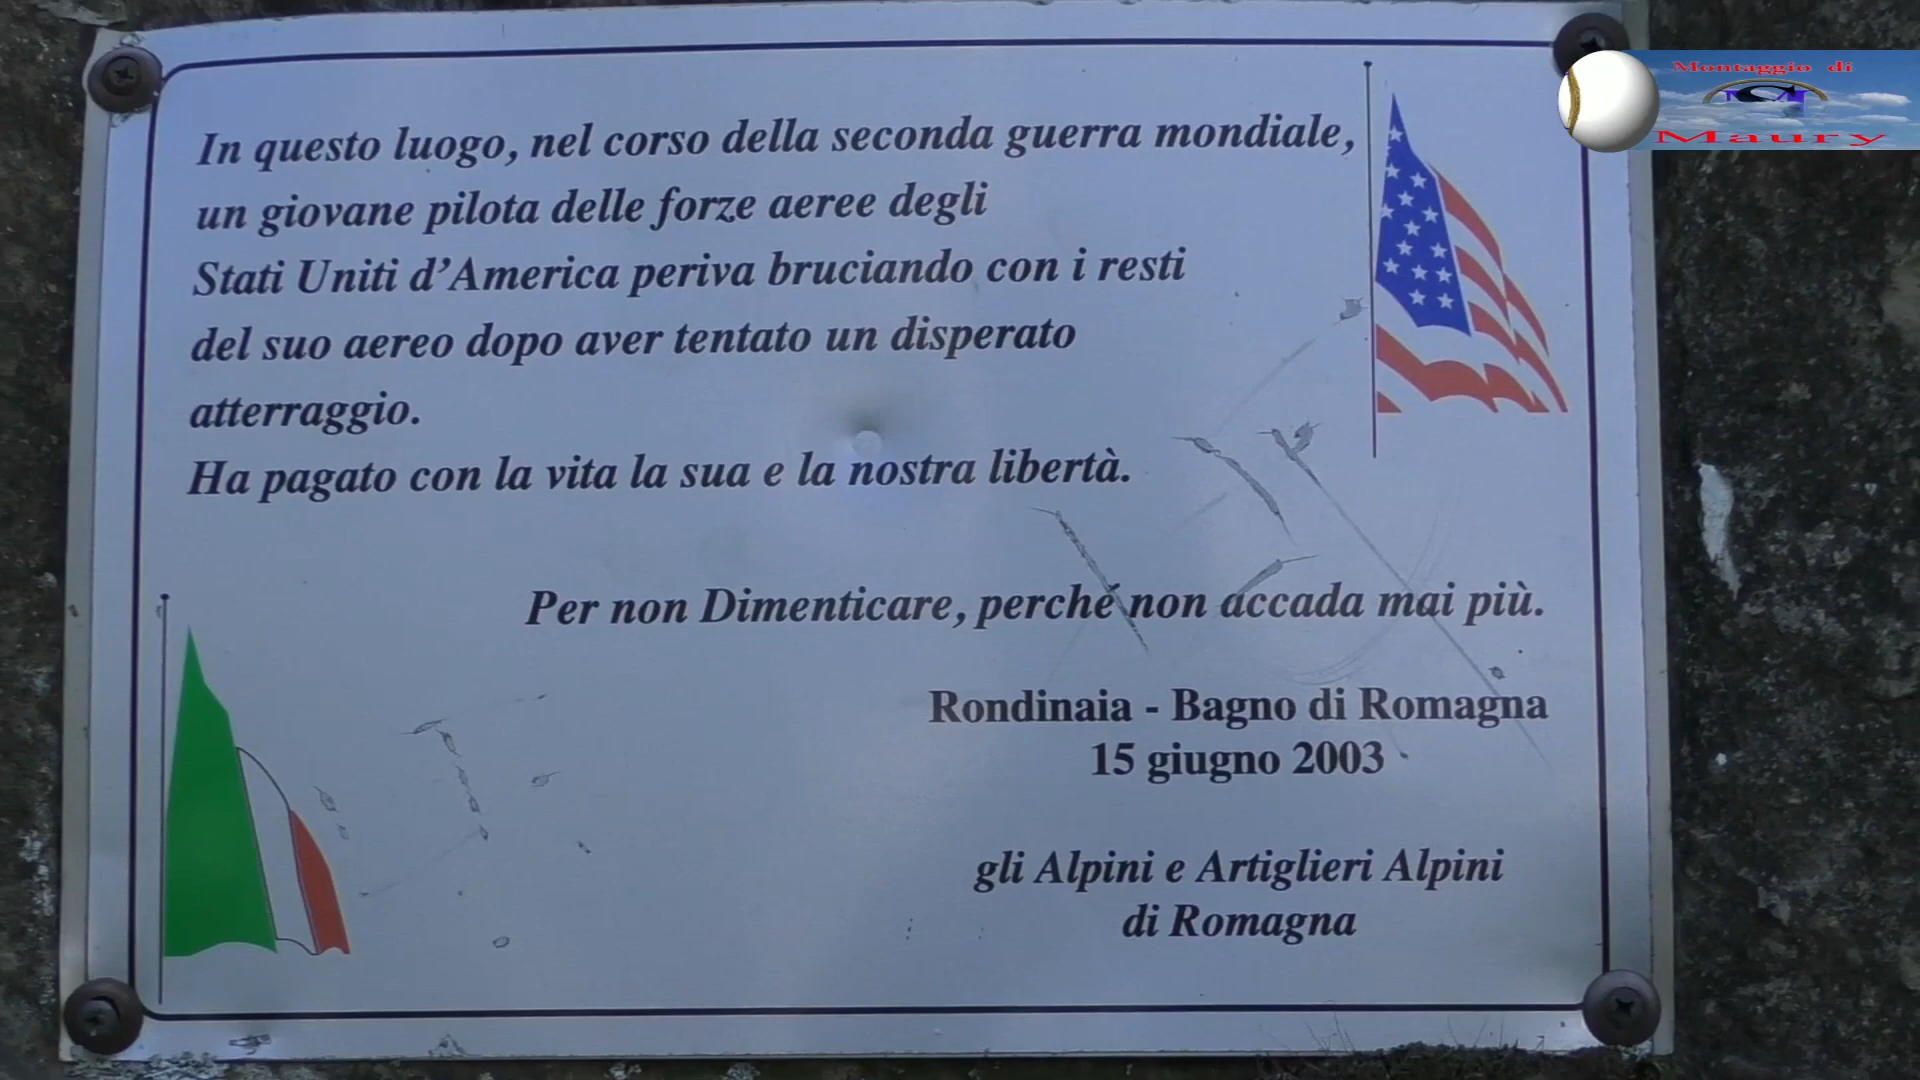 Montaggio di
Maury
In questo luogo, nel corso della seconda guerra mondiale,
un giovane pilota delle forze aeree degli
Stati Uniti d'America periva bruciando con i resti
del suo aereo dopo aver tentato un disperato
atterraggio.
Ha pagato con la vita la sua e la nostra libertà.
Per non Dimenticare, perché non accada mai più.
Rondinaia - Bagno di Romagna
15 giugno 2003
gli Alpini e Artiglieri Alpini
di Romagna